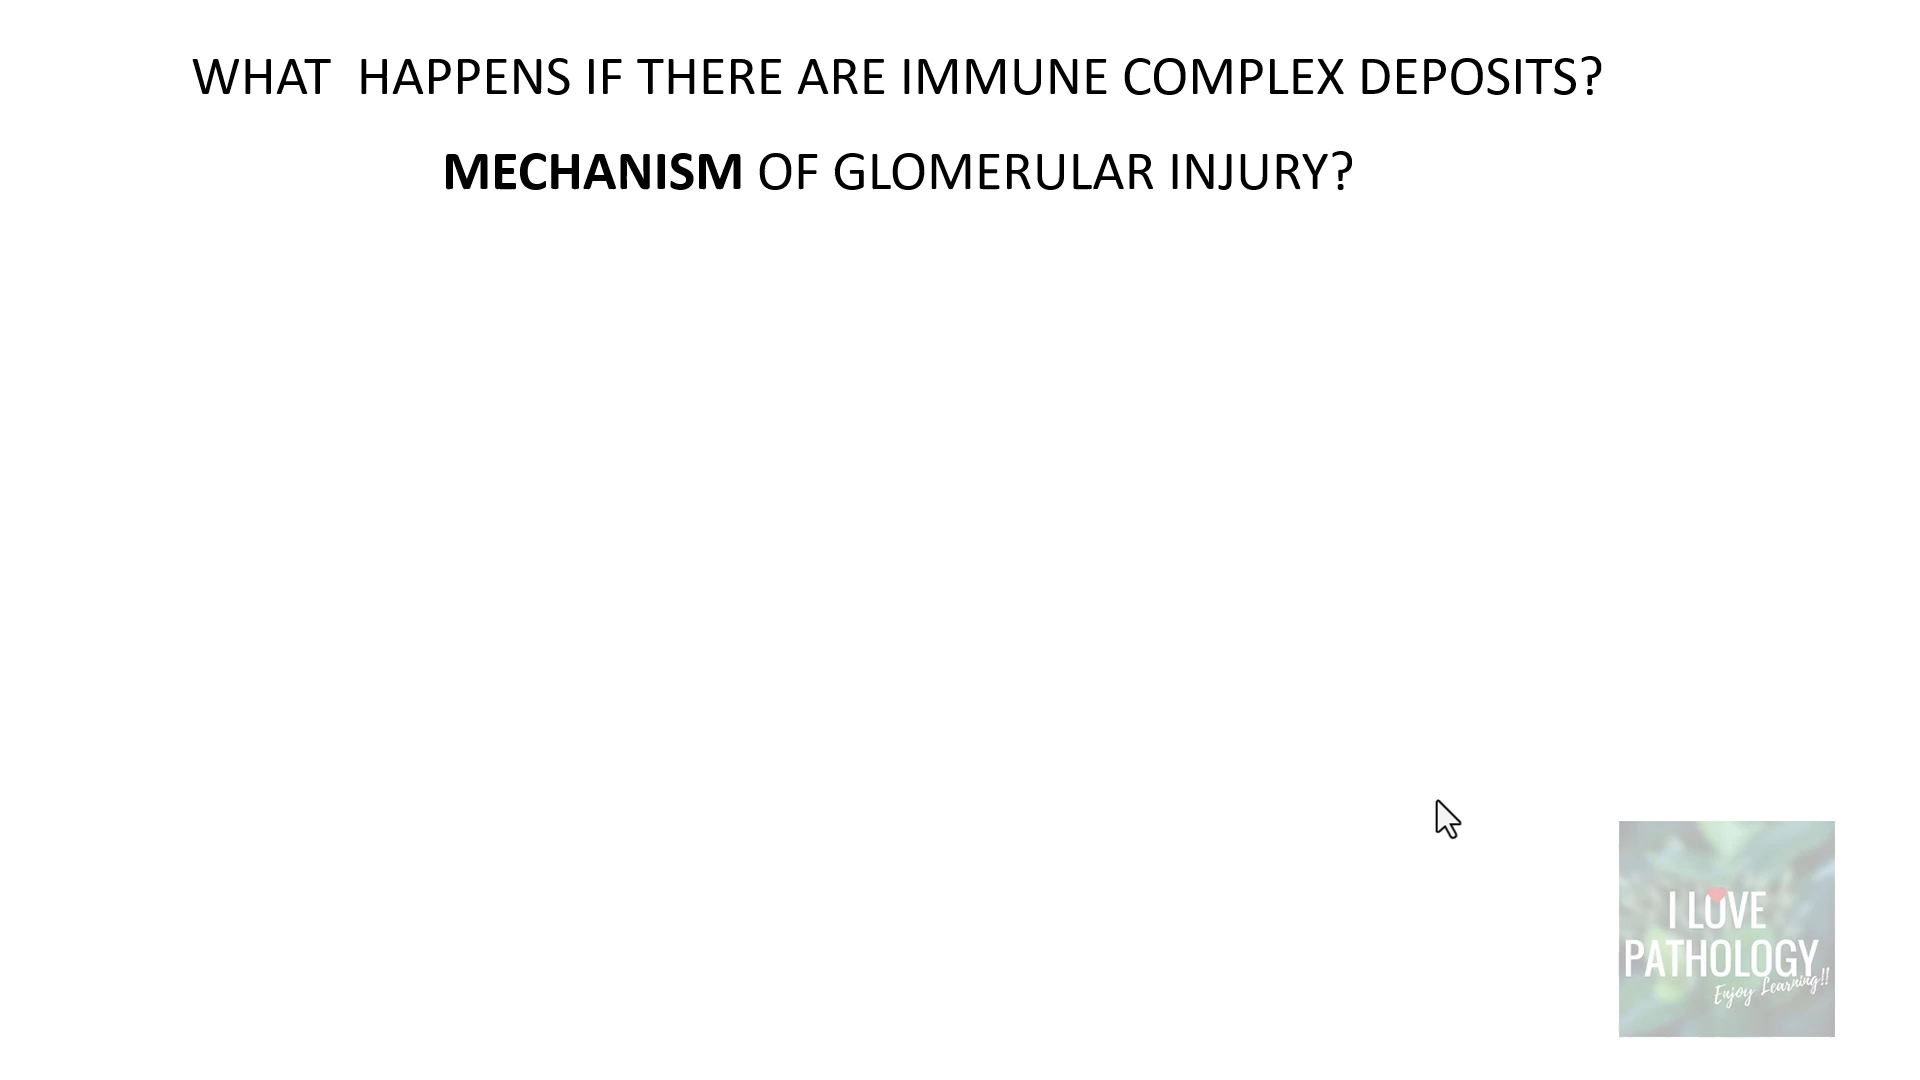 WHAT  HAPPENS IF THERE ARE IMMUNE COMPLEX DEPOSITS?
MECHANISM OF GLOMERULAR INJURY?
I LOVE
PATHOLOGY
Enjoy Learning!!